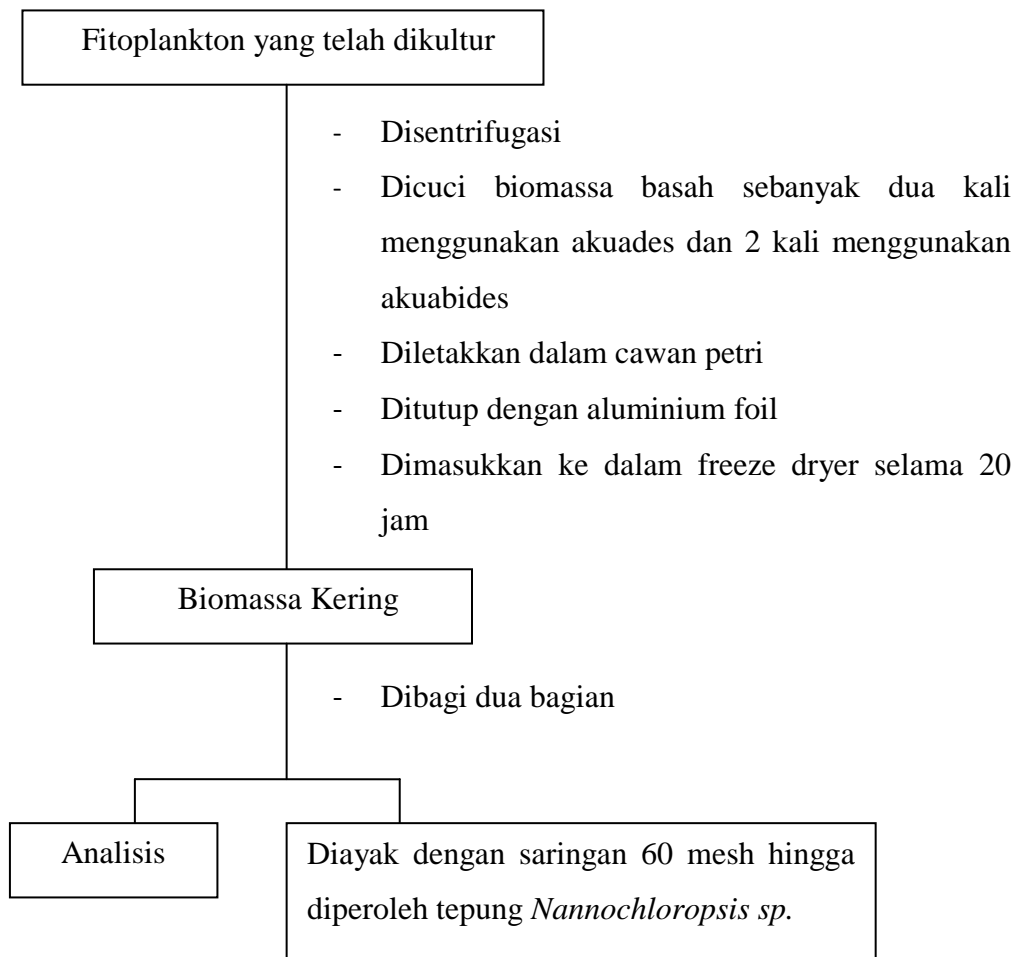 Fitoplankton yang telah dikultur
- Disentrifugasi
- Dicuci biomassa basah sebanyak dua kali
menggunakan akuades dan 2 kali menggunakan
akuabides
- Diletakkan dalam cawan petri
- Ditutup dengan aluminium foil
- Dimasukkan ke dalam freeze dryer selama 20
jam
Biomassa Kering
- Dibagi dua bagian
Analisis
Diayak dengan saringan 60 mesh hingga
diperoleh tepung Nannochloropsis sp.